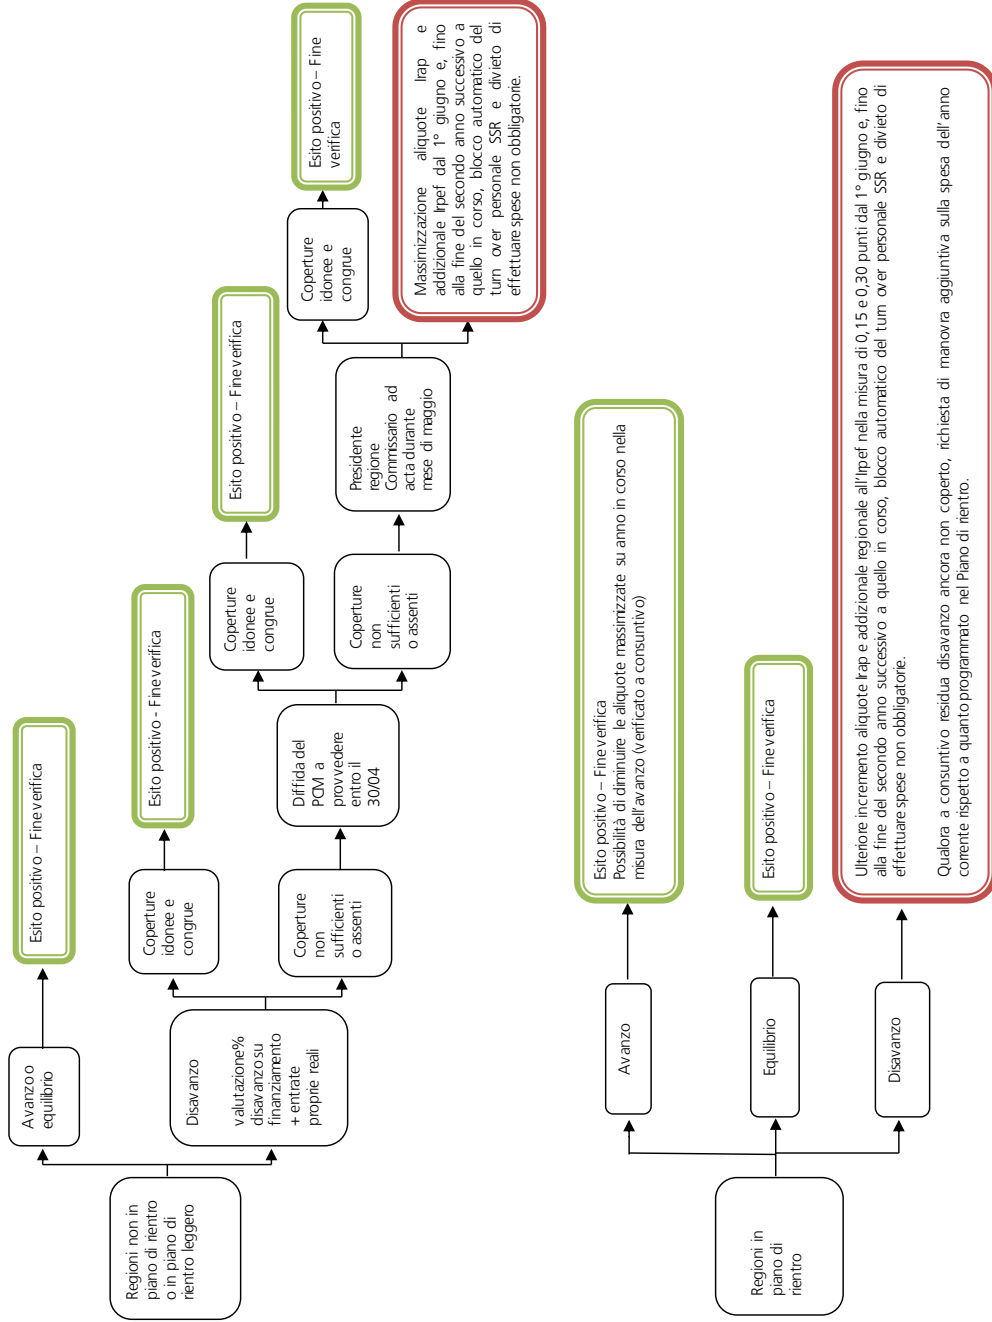 Regioni non in
piano di rientro
o in piano di
rientro leggero
Avanzo o
equilibrio
Esito positivo – Fine verifica
Disavanzo
valutazione%
disavanzo su
finanziamento
+ entrate
proprie reali
Coperture
idonee e
congrue
Esito positivo - Fine verifica
Coperture
non
sufficienti
o assenti
Diffida del
PCM a
provvedere
entro il
30/04
Coperture
idonee e
congrue
Esito positivo – Fine verifica
Coperture
non
sufficienti
o assenti
Presidente
regione
Commissario ad
acta durante
mese di maggio
Coperture
idonee e
congrue
Esito positivo – Fine
verifica
Massimizzazione aliquote Irap e
addizionale Irpef dal 1° giugno e, fino
alla fine del secondo anno successivo a
quello in corso, blocco automatico del
turn over personale SSR e divieto di
effettuare spese non obbligatorie.
Regioni in
piano di
rientro
Avanzo
Esito positivo – Fine verifica
Possibilità di diminuire le aliquote massimizzate su anno in corso nella
misura dell'avanzo (verificato a consuntivo)
Equilibrio
Esito positivo – Fine verifica
Disavanzo
Ulteriore incremento aliquote Irap e addizionale regionale all'Irpef nella misura di 0,15 e 0,30 punti dal 1° giugno e, fino
alla fine del secondo anno successivo a quello in corso, blocco automatico del turn over personale SSR e divieto di
effettuare spese non obbligatorie.
Qualora a consuntivo residua disavanzo ancora non coperto, richiesta di manovra aggiuntiva sulla spesa dell'anno
corrente rispetto a quanto programmato nel Piano di rientro.